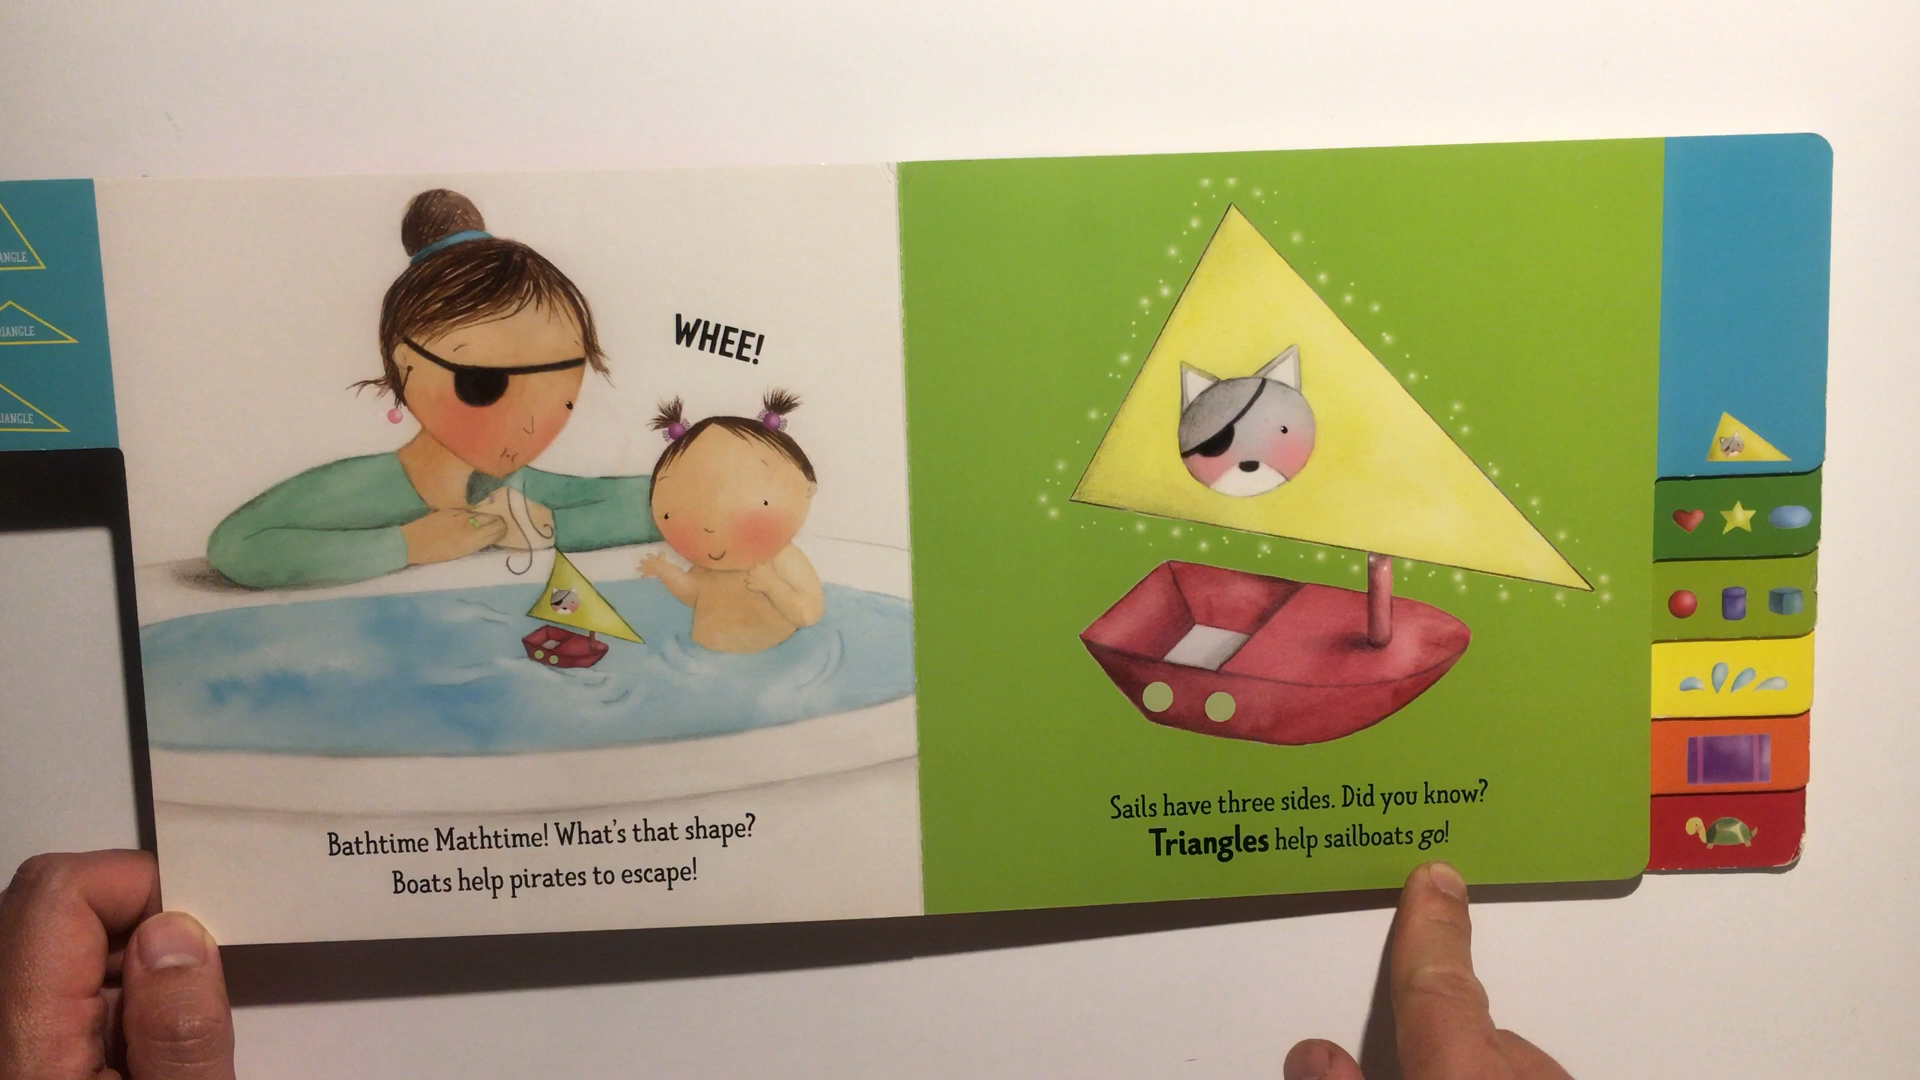 WHEE!
Bathtime Mathtime! What's that shape?
Boats help pirates to escape!
Sails have three sides. Did you know?
Triangles help sailboats go!